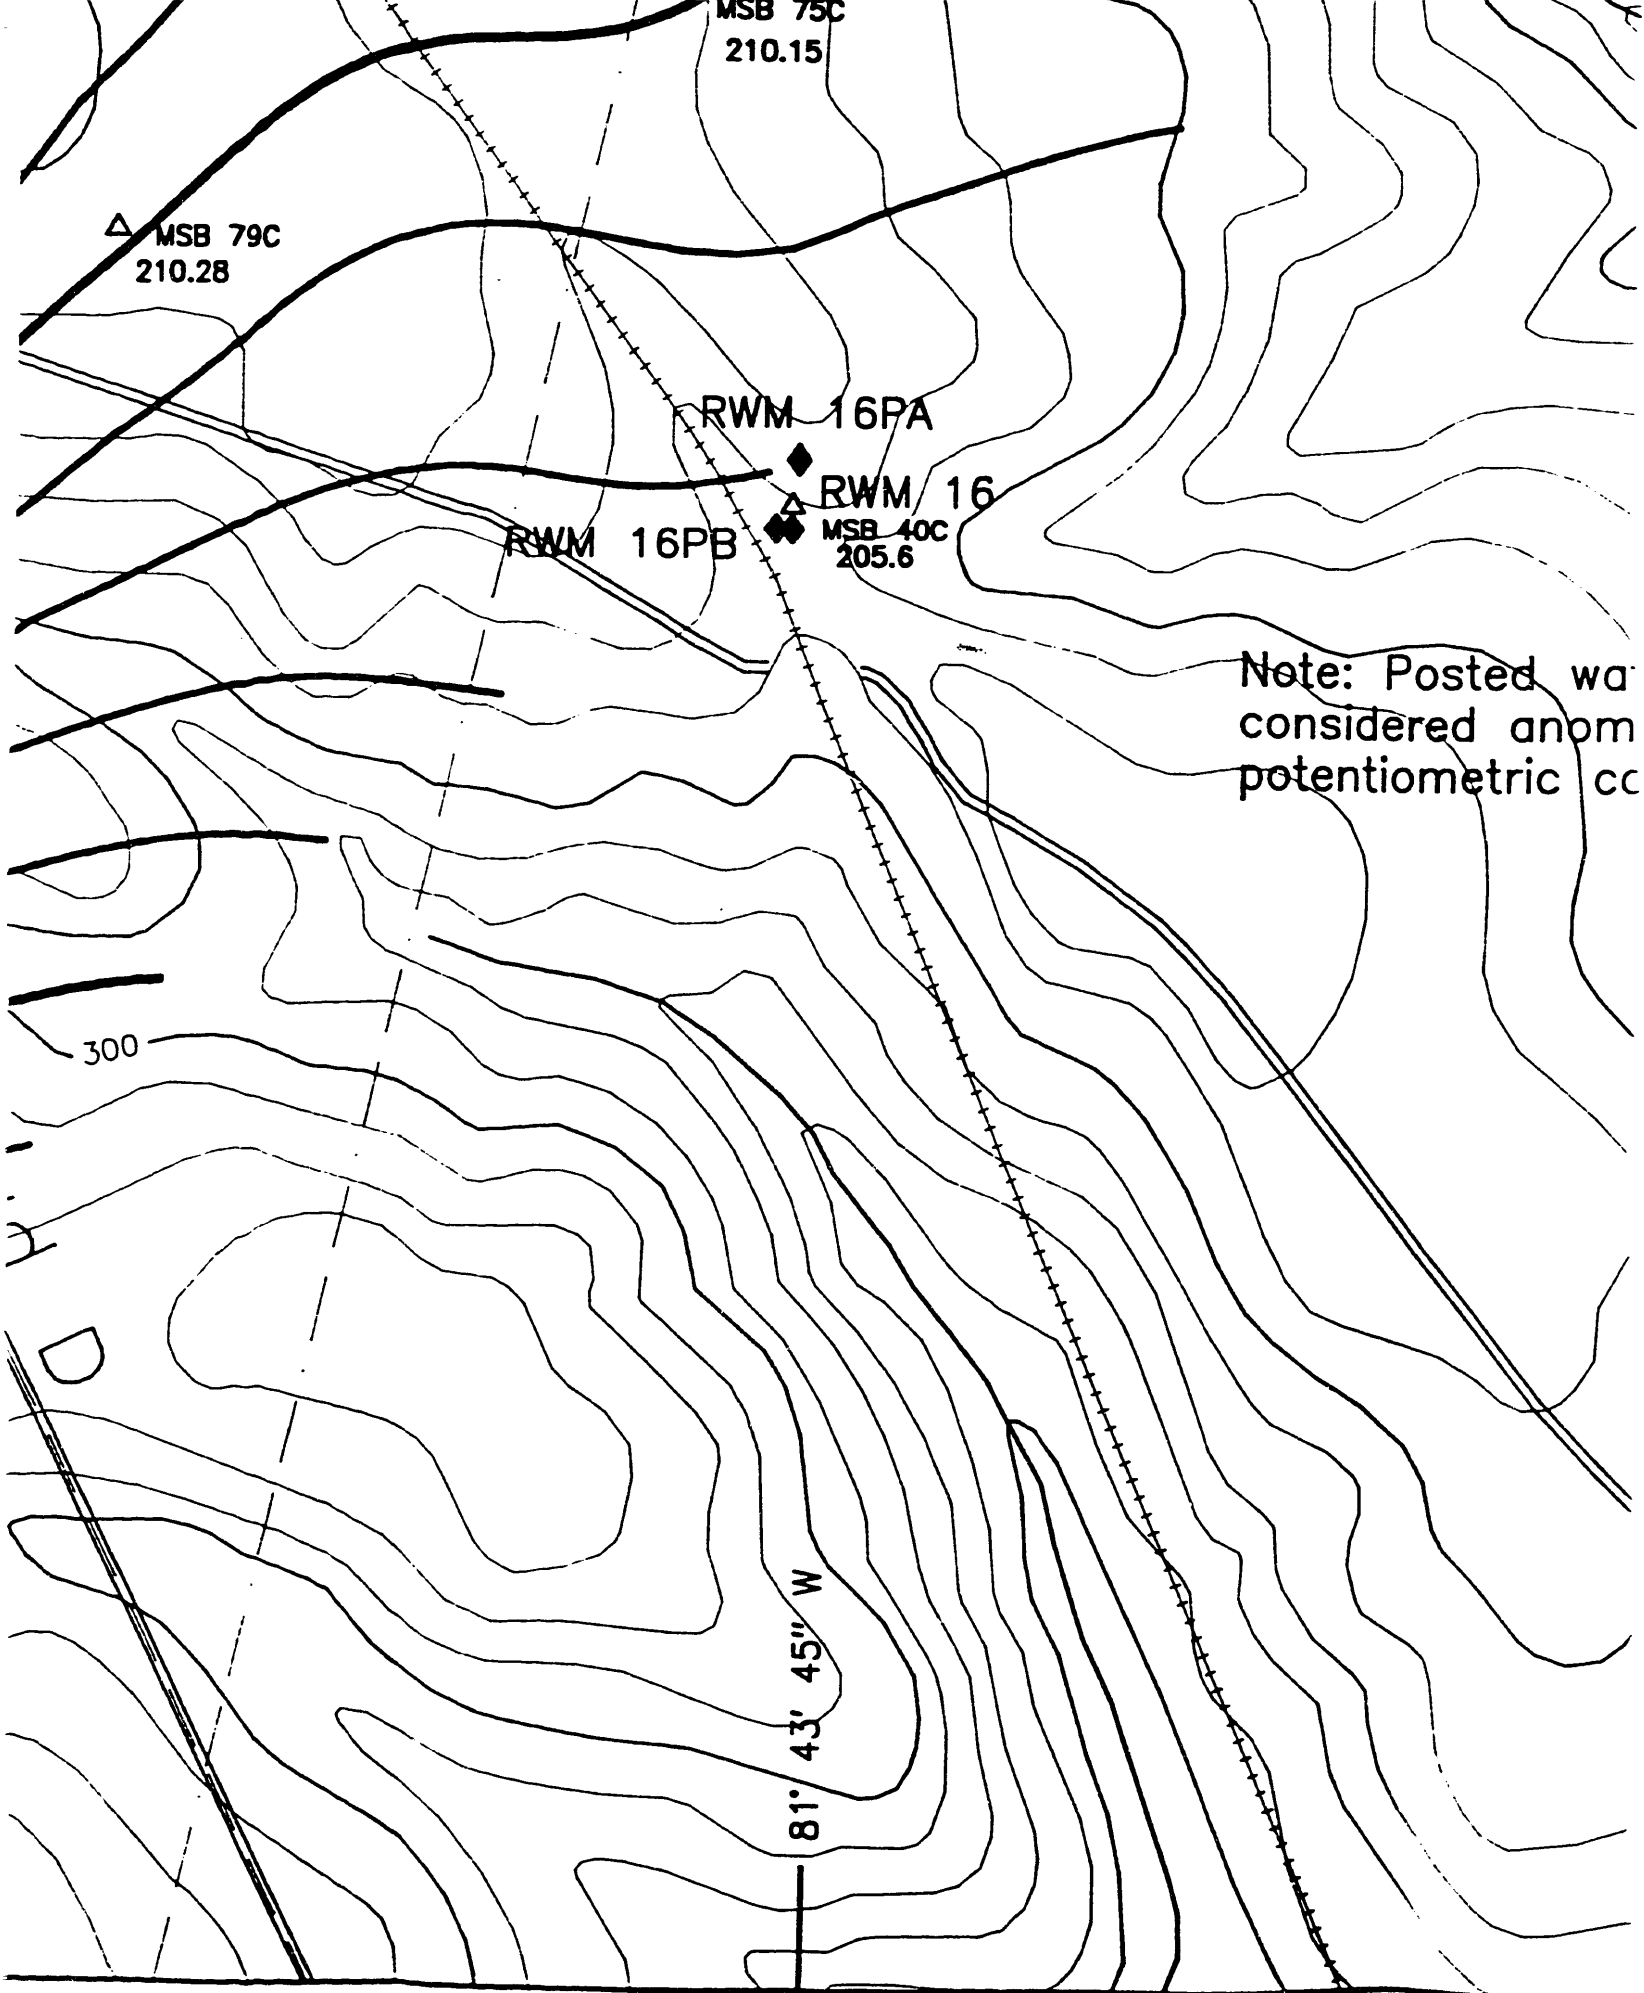 MSB 75C
210.15
MSB 79C
210.28
RWM 16PA
RWM 16
RWM 16PB
MSB 40C
205.6
Note: Posted
considered
potentiometric
300
81° 43' 45" W